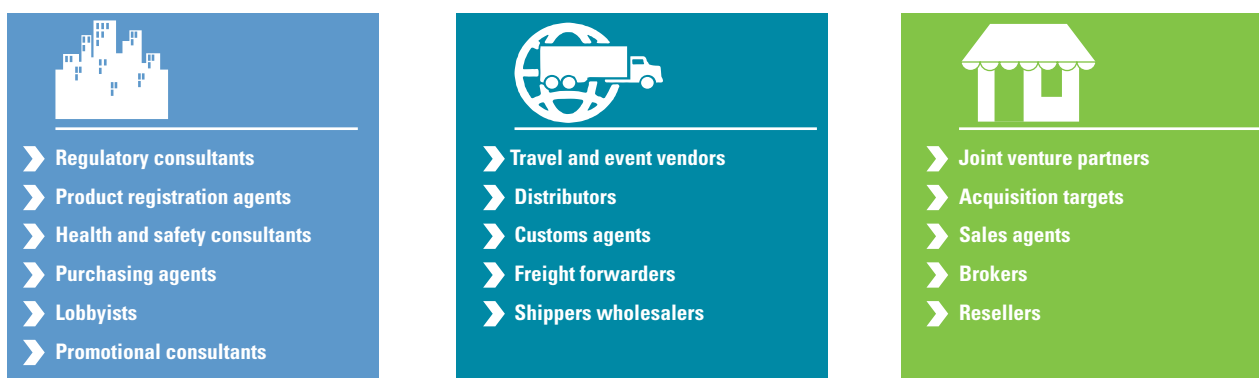 Regulatory consultants
Product registration agents
Health and safety consultants
Purchasing agents
Lobbyists
Promotional consultants
Travel and event vendors
Distributors
Customs agents
Freight forwarders
Shippers wholesalers
Joint venture partners
Acquisition targets
Sales agents
Brokers
Resellers